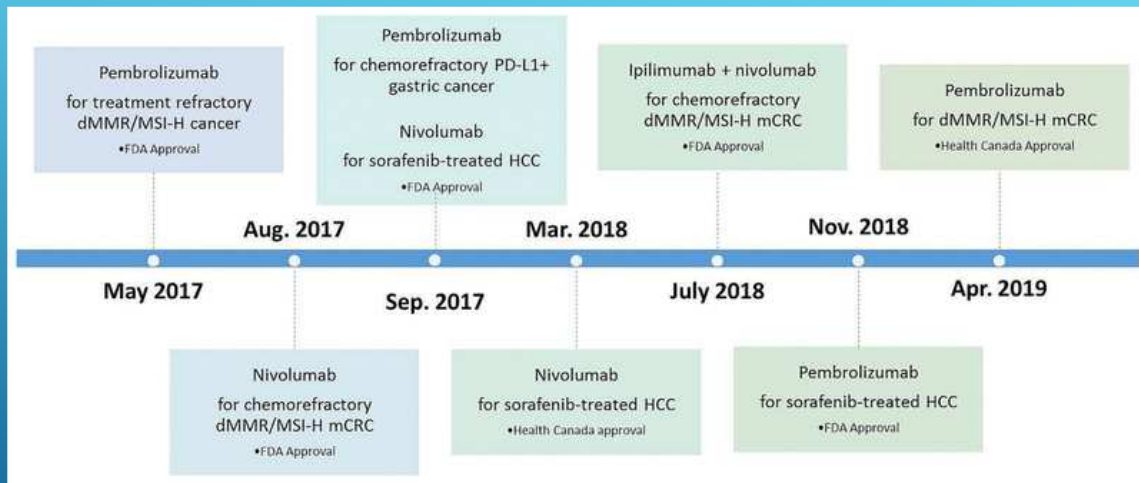 Pembrolizumab
for treatment refractory
dMMR/MSI-H cancer
•FDA Approval
Pembrolizumab
for chemorefractory PD-L1+
gastric cancer
Nivolumab
for sorafenib-treated HCC
•FDA Approval
Ipilimumab + nivolumab
for chemorefractory
dMMR/MSI-H mCRC
•FDA Approval
Pembrolizumab
for dMMR/MSI-H mCRC
•Health Canada Approval
Aug. 2017
Mar. 2018
Nov. 2018
May 2017
Sep. 2017
July 2018
Apr. 2019
Nivolumab
for chemorefractory
dMMR/MSI-H mCRC
•FDA Approval
Nivolumab
for sorafenib-treated HCC
•Health Canada approval
Pembrolizumab
for sorafenib-treated HCC
•FDA Approval